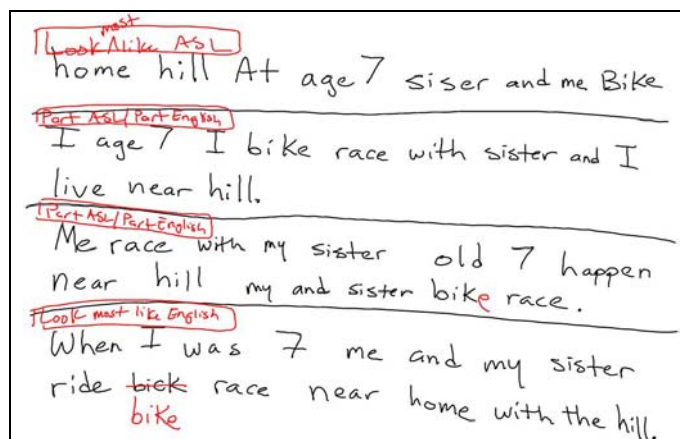 Look most Alike ASL
home hill At age 7 siser and me Bike
Part ASL/Part English
I age 7 I bike race with sister and I
live near hill.
Part ASL/Part English
Me race with my sister old 7 happen
near hill my and sister bike race.
Look most like English
When I was 7 me and my sister
ride bick race near home with the hill.
bike